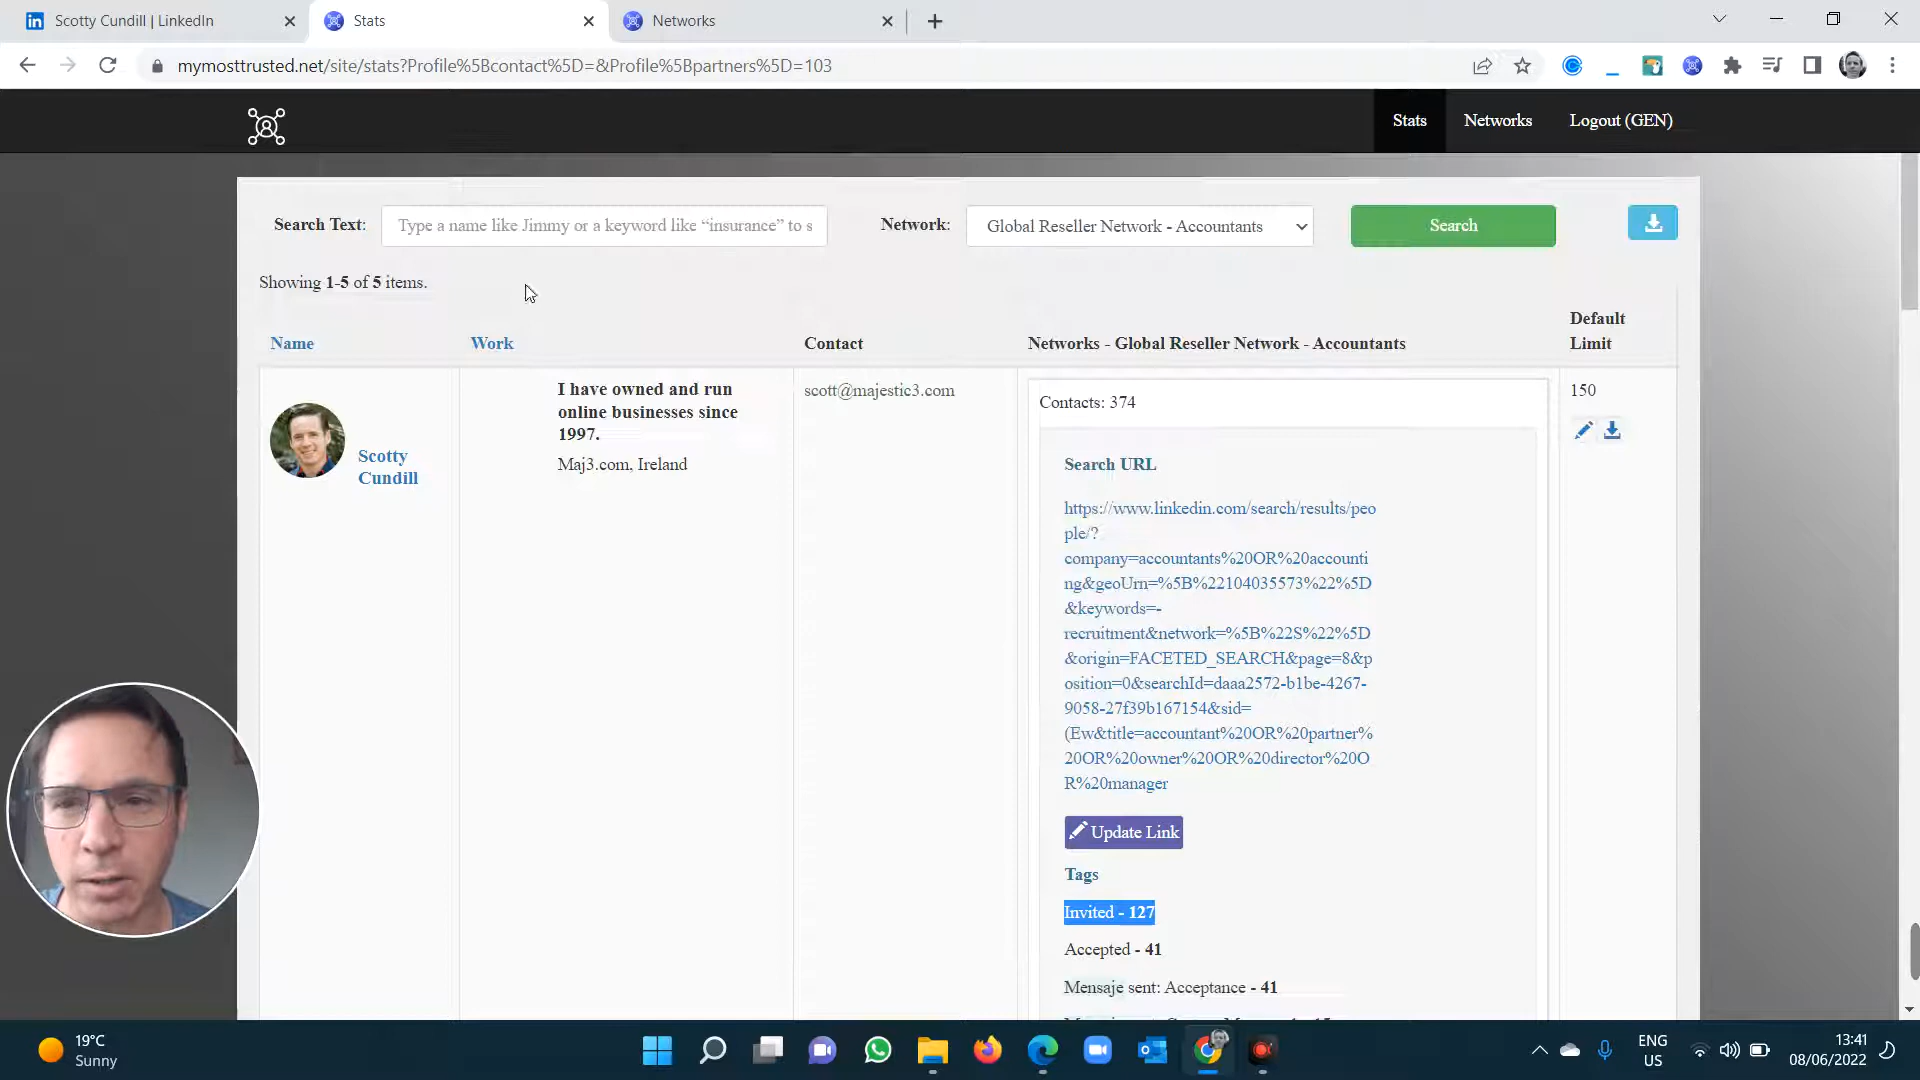 Scotty Cundill | LinkedIn
Stats
Networks
mymosttrusted.net/site/stats?Profile%5Bcontact%5D=&Profile%5Bpartners%5D=103
Stats
Networks
Logout (GEN)
Search Text:
Type a name like Jimmy or a keyword like “insurance” to s
Network:
Global Reseller Network - Accountants
Search
Showing 1-5 of 5 items.
Name
Work
Contact
Networks - Global Reseller Network - Accountants
Default
Limit
Scotty
Cundill
I have owned and run
online businesses since
1997.
Maj3.com, Ireland
scott@majestic3.com
Contacts: 374
150
Search URL
https://www.linkedin.com/search/results/peo
ple/?
company=accountants%20OR%20accounti
ng&geoUrn=%5B%22104035573%22%5D
&keywords=-
recruitment&network=%5B%22S%22%5D
&origin=FACETED_SEARCH&page=8&p
osition=0&searchId=daaa2572-b1be-4267-
9058-27f39b167154&sid=
(Ew&title=accountant%20OR%20partner%
20OR%20owner%20OR%20director%20O
R%20manager
Update Link
Tags
Invited - 127
Accepted - 41
Mensaje sent: Acceptance - 41
19°C
Sunny
ENG
US
13:41
08/06/2022